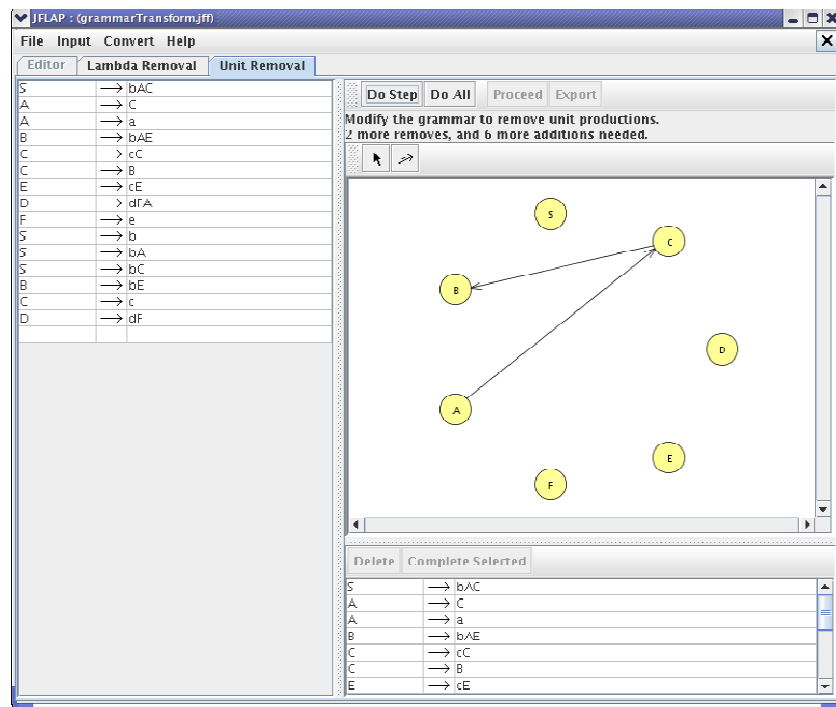 JFLAP : (grammarTransform.jff)
File Input Convert Help
Editor Lambda Removal Unit Removal
S → bAC
A → C
A → a
B → bAE
C → cC
C → B
E → cE
D → dFA
F → e
S → b
S → bA
S → bC
B → bE
C → c
D → dF
Do Step Do All Proceed Export
Modify the grammar to remove unit productions.
2 more removes, and 6 more additions needed.
S
C
B
D
A
E
F
Delete Complete Selected
S → bAC
A → C
A → a
B → bAE
C → cC
C → B
E → cE